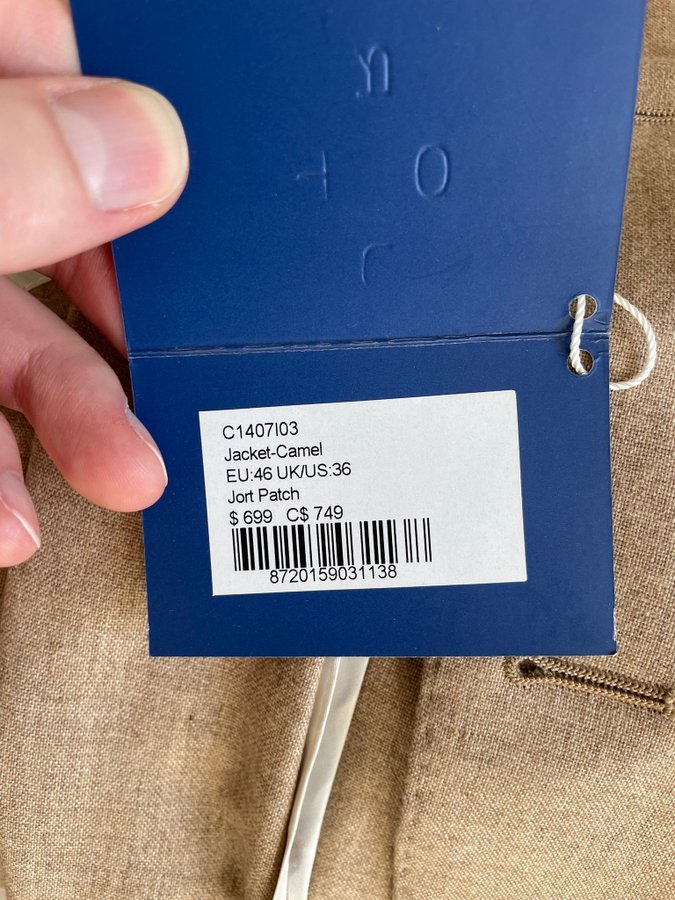 J O R T
C1407I03
Jacket-Camel
EU:46 UK/US:36
Jort Patch
$ 699 C$ 749
8720159031138